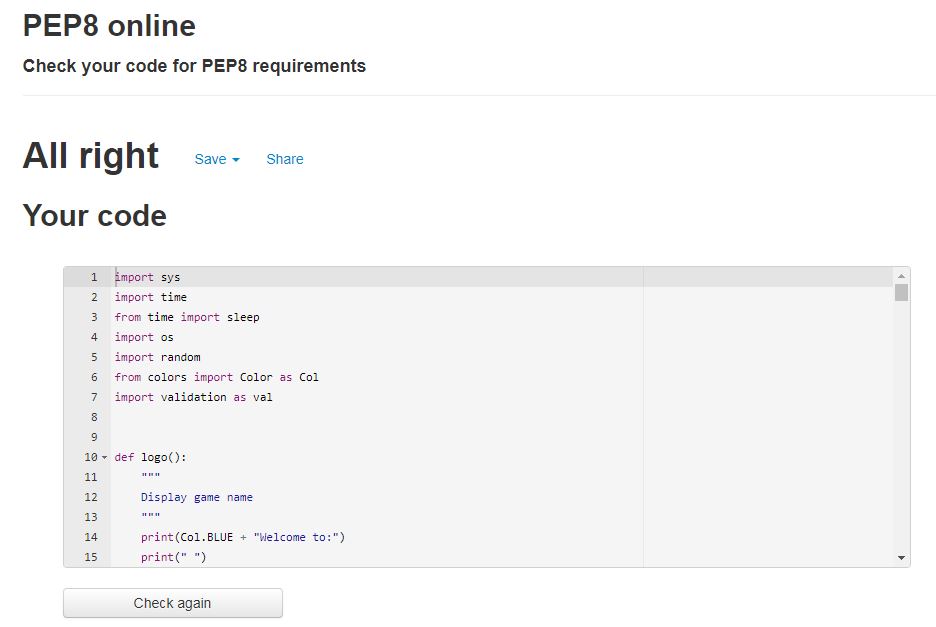 PEP8 online
Check your code for PEP8 requirements
All right Save Share
Your code
1 import sys
2 import time
3 from time import sleep
4 import os
5 import random
6 from colors import Color as Col
7 import validation as val
8
9
10 def logo():
11 """
12 Display game name
13 """
14 print(Col.BLUE + "Welcome to:")
15 print(" ")
Check again